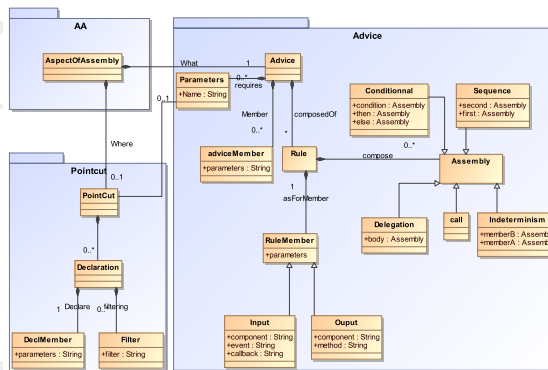 AA
AspectOfAssembly
What
1
Where
0..1
Advice
Advice
Parameters
+Name : String
0..*
requires
0..1
Member
0..*
composedOf
*
adviceMember
+parameters : String
Rule
compose
0..*
1
asForMember
Conditionnal
+condition : Assembly
+then : Assembly
+else : Assembly
Sequence
+second : Assembly
+first : Assembly
Assembly
Delegation
+body : Assembly
call
Indeterminism
+memberB : Assemb
+memberA : Assemb
RuleMember
+parameters
Input
+component : String
+event : String
+callback : String
Ouput
+component : String
+method : String
Pointcut
PointCut
0..*
Declaration
1
Declare
0..
filtering
DeclMember
+parameters : String
Filter
+filter : String